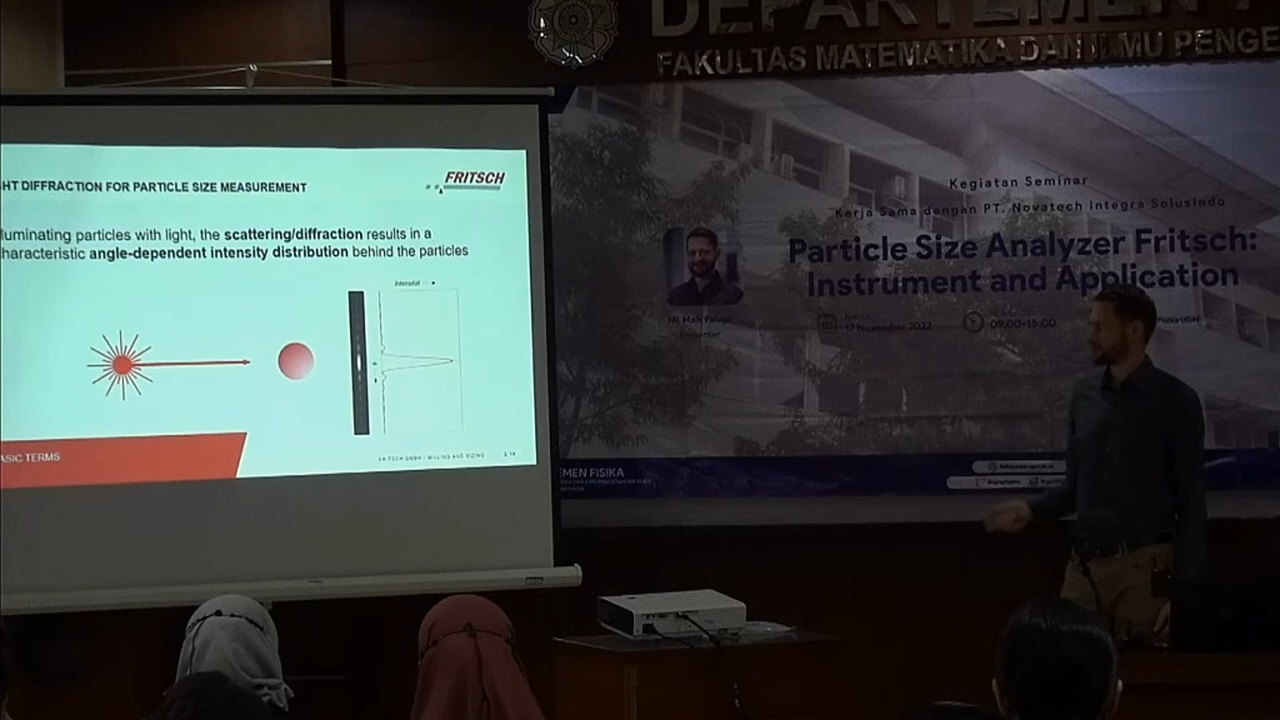 DEPARTEMEN F
FAKULTAS MATEMATIKA DAN ILMU PENGE
HT DIFFRACTION FOR PARTICLE SIZE MEASUREMENT
FRITSCH
luminating particles with light, the scattering/diffraction results in a
haracteristic angle-dependent intensity distribution behind the particles
Intensität
ASIC TERMS
FRITSCH GMBH • MILLING AND SIZING
Kegiatan Seminar
Kerja Sama dengan PT. Novatech Integra Solusindo
Particle Size Analyzer Fritsch:
Instrument and Application
Presenter
17 November 2022
09.00-15.00
EMEN FISIKA